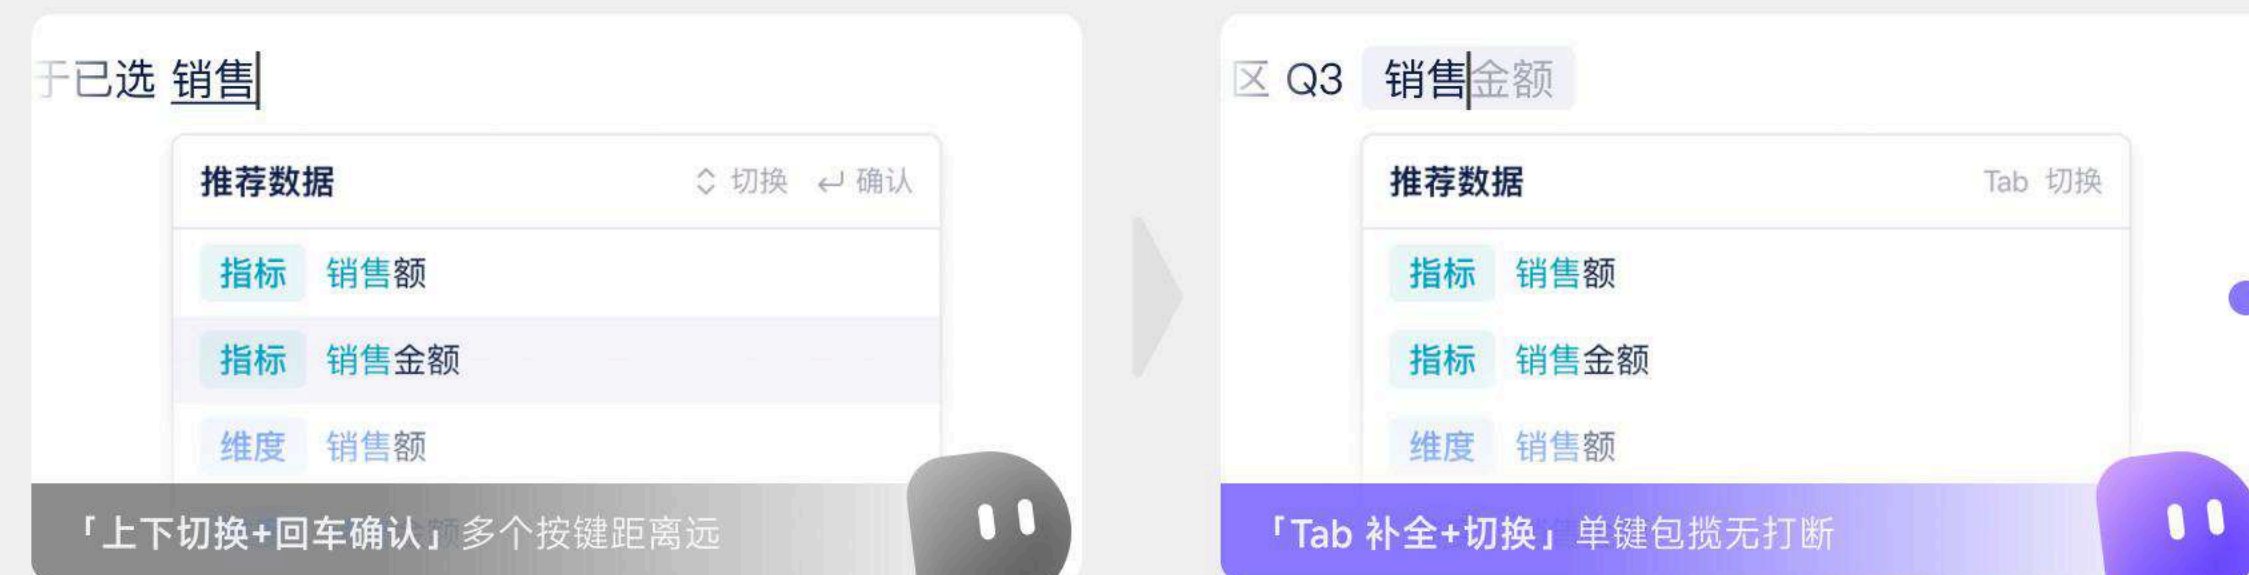 于已选 销售
推荐数据 切换 确认
指标 销售额
指标 销售金额
维度 销售额
「上下切换+回车确认」多个按键距离远
区 Q3 销售金额
推荐数据 Tab 切换
指标 销售额
指标 销售金额
维度 销售额
「Tab 补全+切换」单键包揽无打断